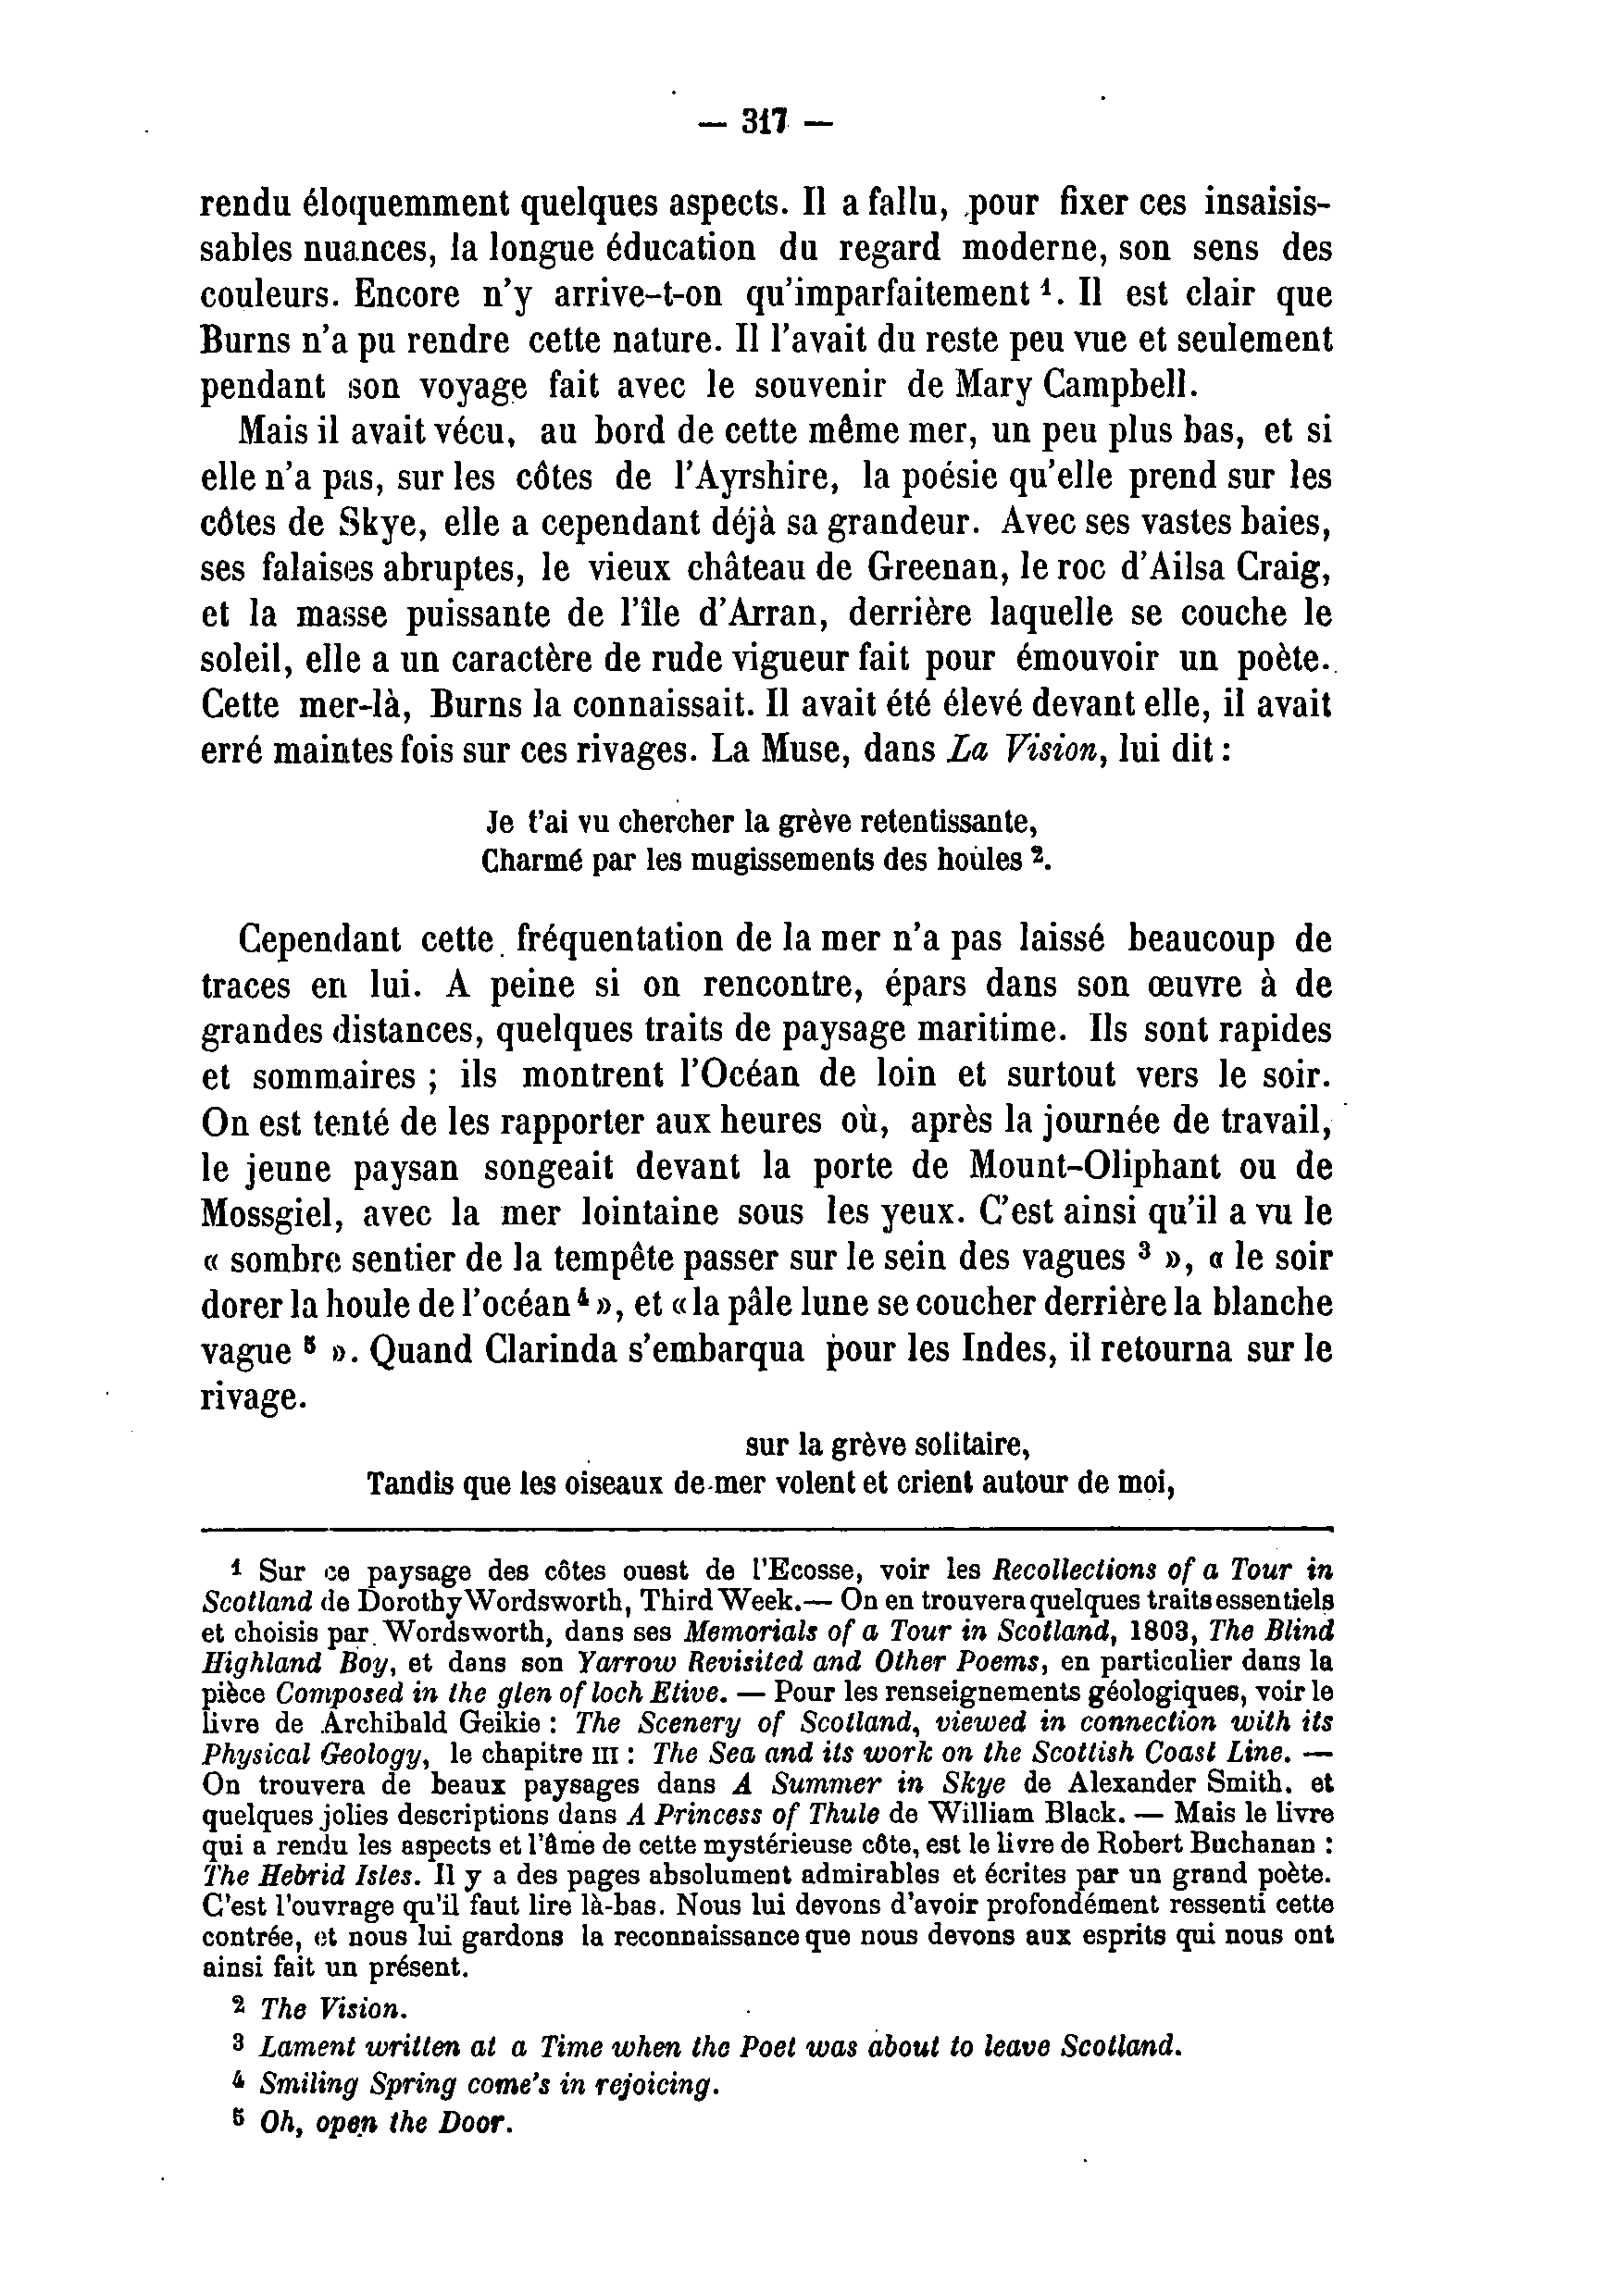 — 317 —
rendu éloquemment quelques aspects. Il a fallu, pour fixer ces insaisis-
sables nuances, la longue éducation du regard moderne, son sens des
couleurs. Encore n'y arrive-t-on qu'imparfaitement ¹. Il est clair que
Burns n'a pu rendre cette nature. Il l'avait du reste peu vue et seulement
pendant son voyage fait avec le souvenir de Mary Campbell.
Mais il avait vécu, au bord de cette même mer, un peu plus bas, et si
elle n'a pas, sur les côtes de l'Ayrshire, la poésie qu'elle prend sur les
côtes de Skye, elle a cependant déjà sa grandeur. Avec ses vastes baies,
ses falaises abruptes, le vieux château de Greenan, le roc d'Ailsa Craig,
et la masse puissante de l'île d'Arran, derrière laquelle se couche le
soleil, elle a un caractère de rude vigueur fait pour émouvoir un poète.
Cette mer-là, Burns la connaissait. Il avait été élevé devant elle, il avait
erré maintes fois sur ces rivages. La Muse, dans La Vision, lui dit :
Je t'ai vu chercher la grève retentissante,
Charmé par les mugissements des houles ².
Cependant cette fréquentation de la mer n'a pas laissé beaucoup de
traces en lui. A peine si on rencontre, épars dans son œuvre à de
grandes distances, quelques traits de paysage maritime. Ils sont rapides
et sommaires ; ils montrent l'Océan de loin et surtout vers le soir.
On est tenté de les rapporter aux heures où, après la journée de travail,
le jeune paysan songeait devant la porte de Mount-Oliphant ou de
Mossgiel, avec la mer lointaine sous les yeux. C'est ainsi qu'il a vu le
« sombre sentier de la tempête passer sur le sein des vagues ³ », « le soir
dorer la houle de l'océan ⁴ », et « la pâle lune se coucher derrière la blanche
vague ⁵ ». Quand Clarinda s'embarqua pour les Indes, il retourna sur le
rivage.
sur la grève solitaire,
Tandis que les oiseaux de mer volent et crient autour de moi,
¹ Sur ce paysage des côtes ouest de l'Ecosse, voir les Recollections of a Tour in
Scotland de Dorothy Wordsworth, Third Week.— On en trouvera quelques traits essentiels
et choisis par Wordsworth, dans ses Memorials of a Tour in Scotland, 1803, The Blind
Highland Boy, et dans son Yarrow Revisited and Other Poems, en particulier dans la
pièce Composed in the glen of loch Etive. — Pour les renseignements géologiques, voir le
livre de Archibald Geikie : The Scenery of Scotland, viewed in connection with its
Physical Geology, le chapitre III : The Sea and its work on the Scottish Coast Line. —
On trouvera de beaux paysages dans A Summer in Skye de Alexander Smith. et
quelques jolies descriptions dans A Princess of Thule de William Black. — Mais le livre
qui a rendu les aspects et l'âme de cette mystérieuse côte, est le livre de Robert Buchanan :
The Hebrid Isles. Il y a des pages absolument admirables et écrites par un grand poète.
C'est l'ouvrage qu'il faut lire là-bas. Nous lui devons d'avoir profondément ressenti cette
contrée, et nous lui gardons la reconnaissance que nous devons aux esprits qui nous ont
ainsi fait un présent.
² The Vision.
³ Lament written at a Time when the Poet was about to leave Scotland.
⁴ Smiling Spring come's in rejoicing.
⁵ Oh, open the Door.